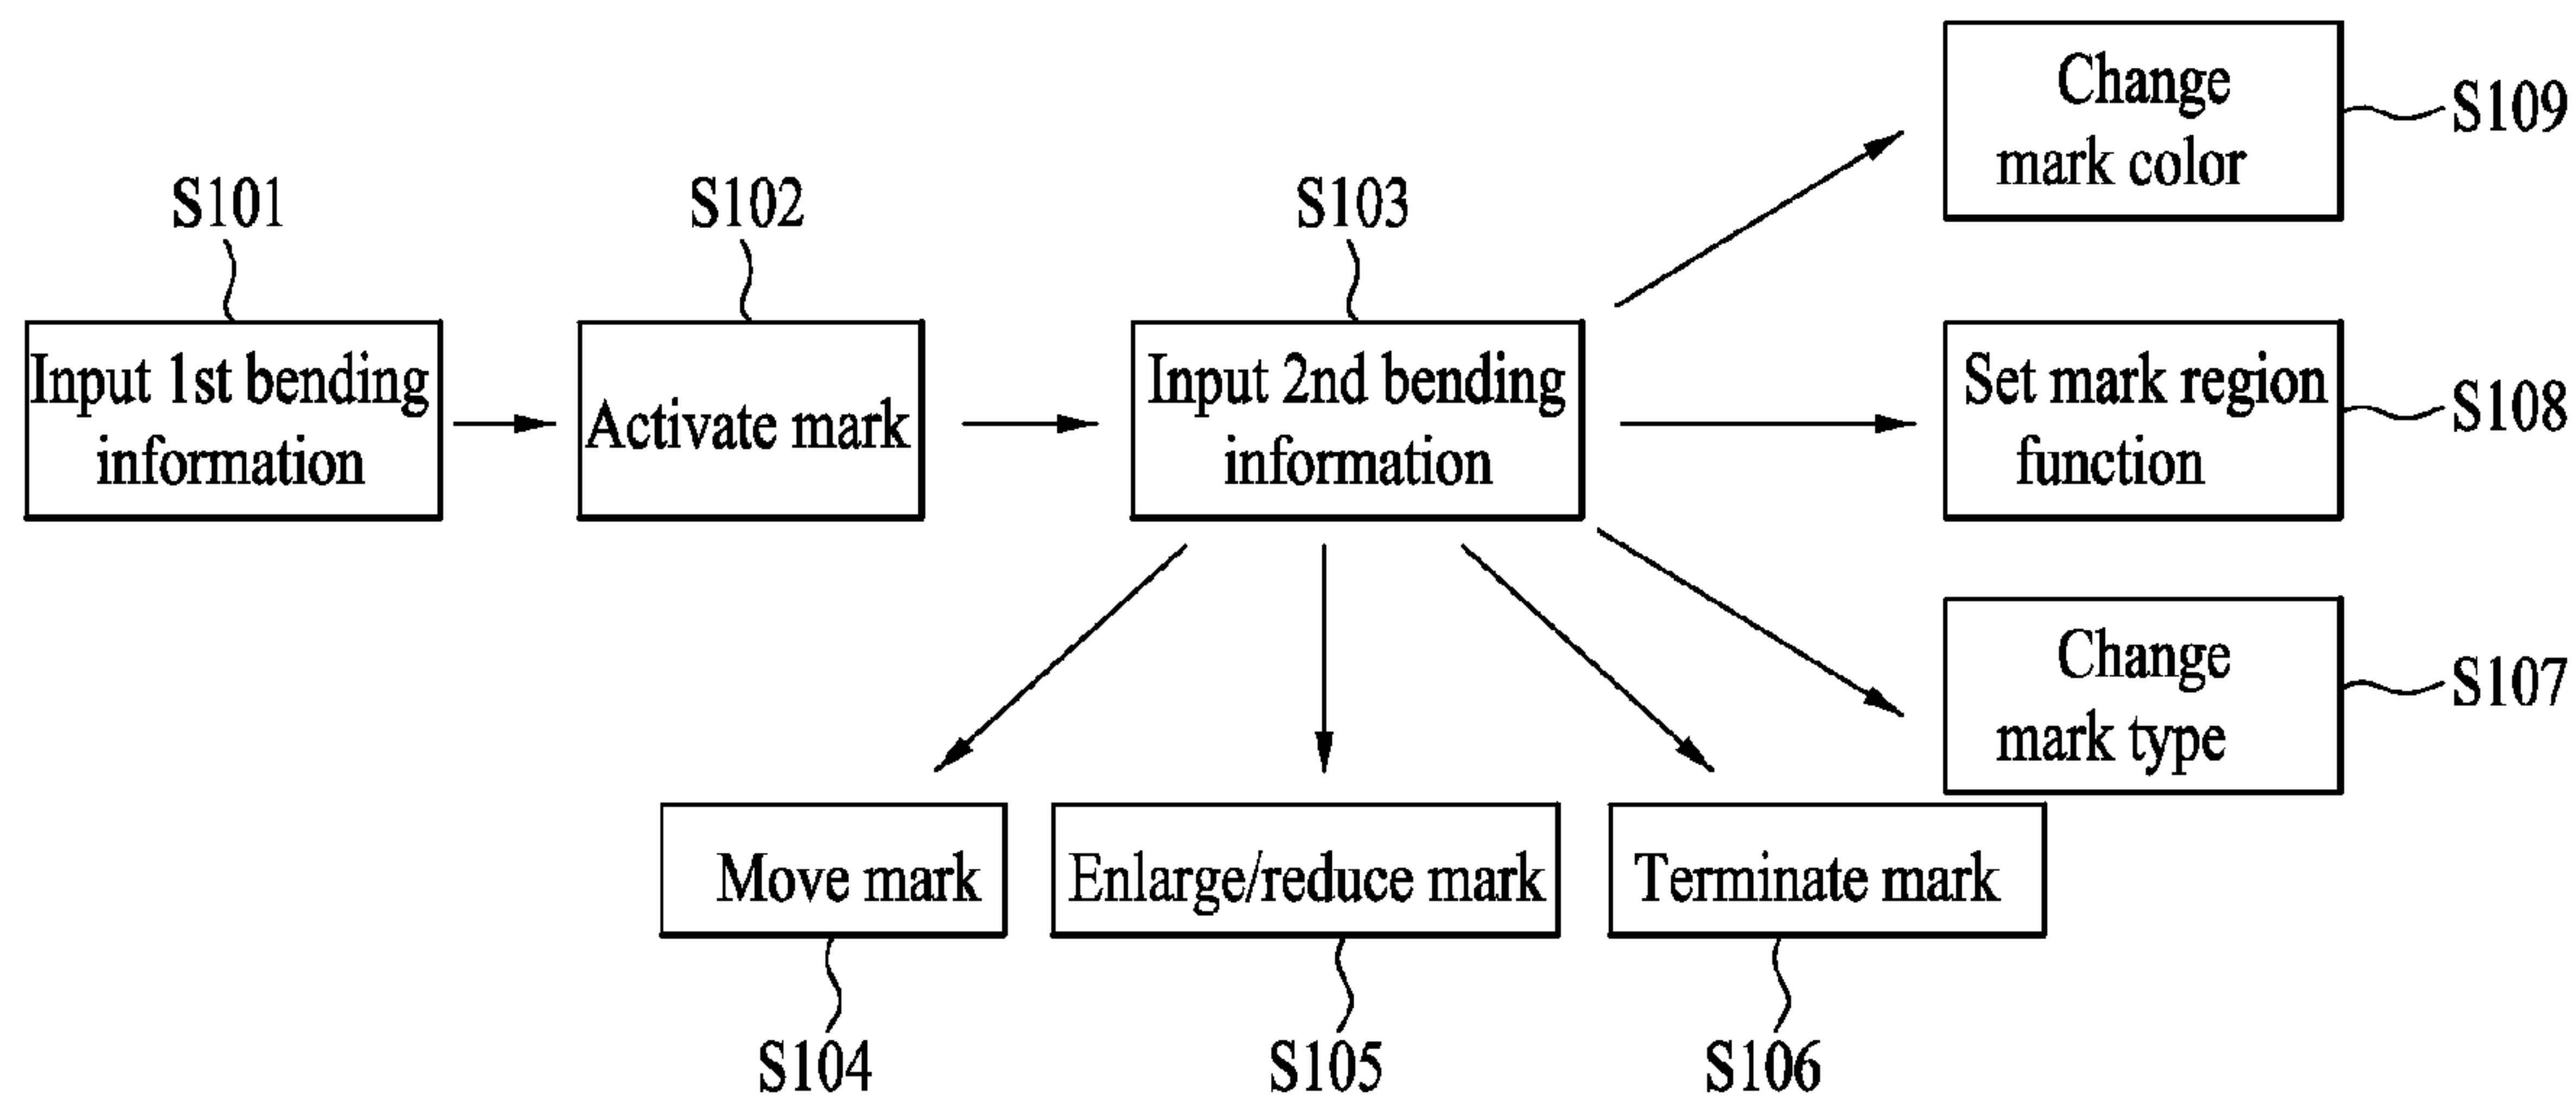 Change
mark color
S109
S101
S102
S103
Input 1st bending
information
Activate mark
Input 2nd bending
information
Set mark region
function
S108
Change
mark type
S107
Move mark
Enlarge/reduce mark
Terminate mark
S104
S105
S106